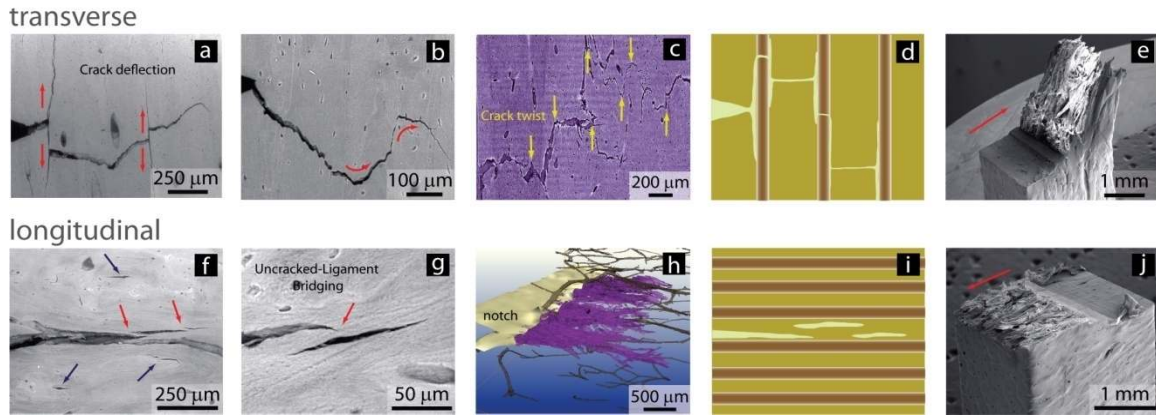 transverse
a
Crack deflection
250 μm
b
100 μm
c
Crack twist
200 μm
d
e
1 mm
longitudinal
f
250 μm
g
Uncracked-Ligament
Bridging
50 μm
h
notch
500 μm
i
j
1 mm